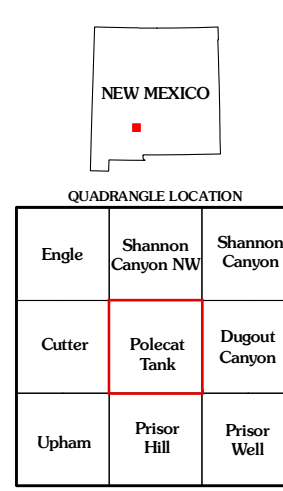 NEW MEXICO
QUADRANGLE LOCATION
Engle
Shannon
Canyon NW
Shannon
Canyon
Cutter
Polecat
Tank
Dugout
Canyon
Upham
Prisor
Hill
Prisor
Well